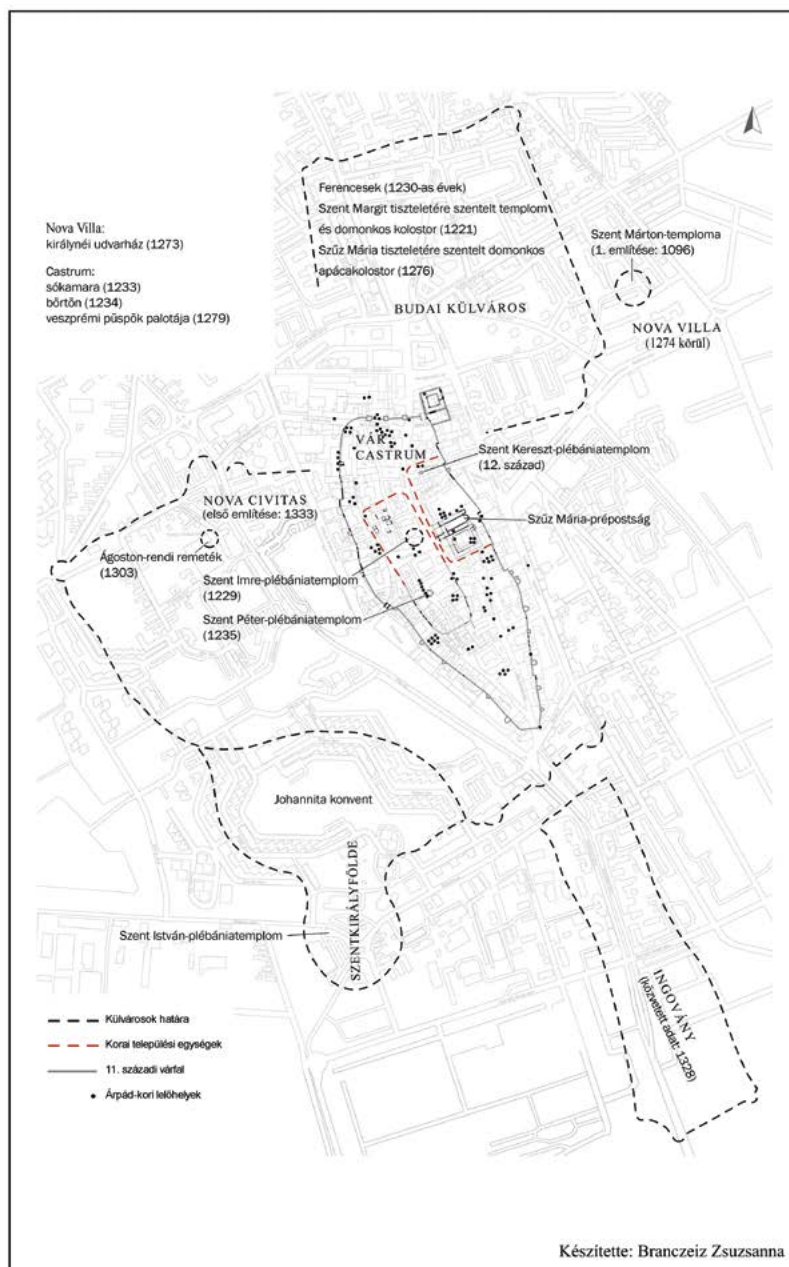 Nova Villa:
királynéi udvarház (1273)
Castrum:
sókamara (1233)
börtön (1234)
veszprémi püspök palotája (1279)
Ferencesek (1230-as évek)
Szent Margit tiszteletére szentelt templom
és domonkos kolostor (1221)
Szűz Mária tiszteletére szentelt domonkos
apácakolostor (1276)
BUDAI KÜLVÁROS
Szent Márton-temploma
(1. említése: 1096)
NOVA VILLA
(1274 körül)
VÁR
CASTRUM
Szent Kereszt-plébániatemplom
(12. század)
NOVA CIVITAS
(első említése: 1333)
Szűz Mária-prépostság
Ágoston-rendi remeték
(1303)
Szent Imre-plébániatemplom
(1229)
Szent Péter-plébániatemplom
(1235)
Johannita konvent
SZENTKIRÁLYFÖLDE
Szent István-plébániatemplom
INGOVÁNY
(közvetett adat: 1328)
Külvárosok határa
Korai települési egységek
11. századi várfal
Árpád-kori lelőhelyek
Készítette: Branczeiz Zsuzsanna